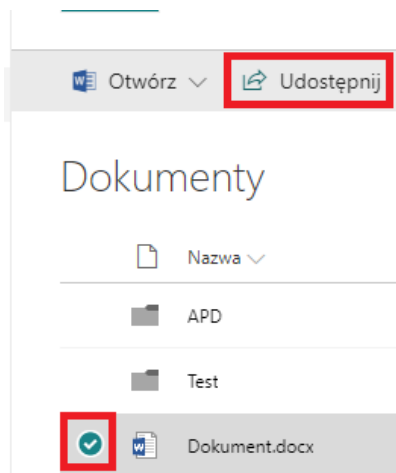 Otwórz Udostępnij
Dokumenty
Nazwa
APD
Test
Dokument.docx